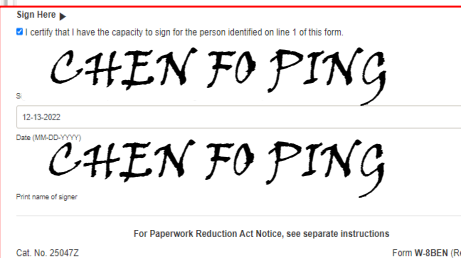 Sign Here ▶
I certify that I have the capacity to sign for the person identified on line 1 of this form.
CHEN FO PING
S
12-13-2022
Date (MM-DD-YYYY)
CHEN FO PING
Print name of signer
For Paperwork Reduction Act Notice, see separate instructions
Cat. No. 25047Z Form W-8BEN (Re